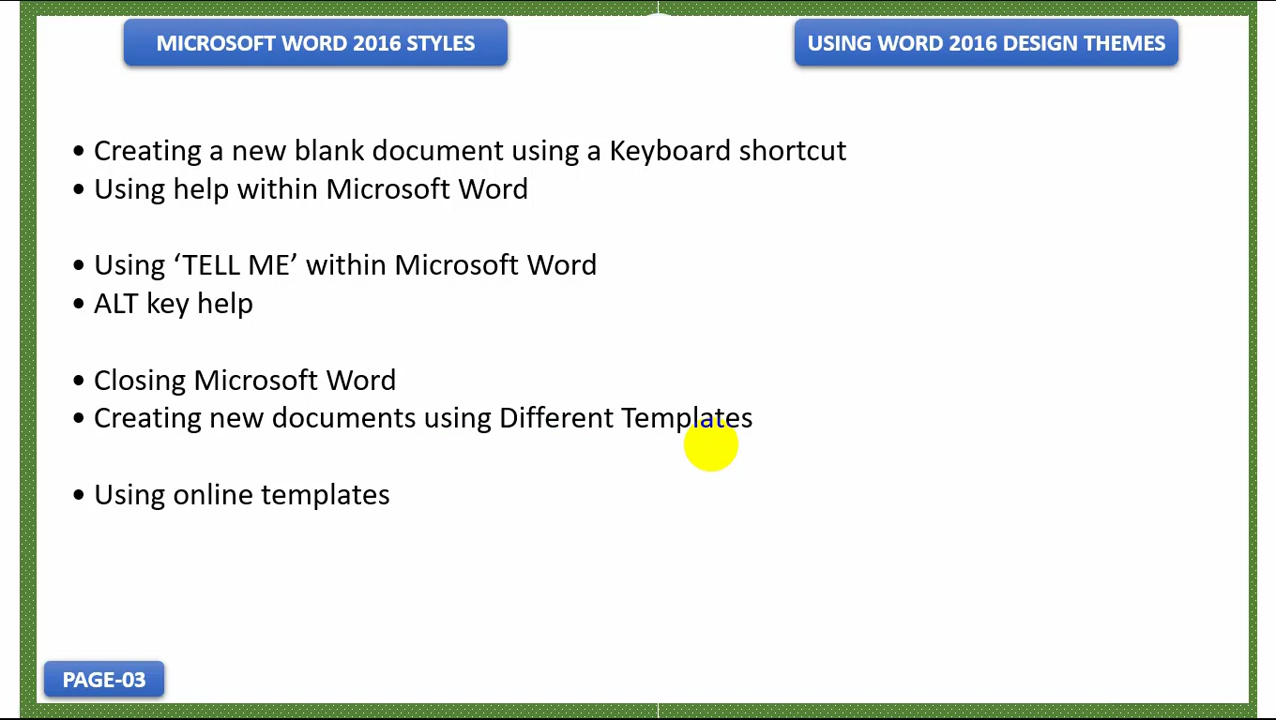 MICROSOFT WORD 2016 STYLES
USING WORD 2016 DESIGN THEMES
• Creating a new blank document using a Keyboard shortcut
• Using help within Microsoft Word
• Using ‘TELL ME’ within Microsoft Word
• ALT key help
• Closing Microsoft Word
• Creating new documents using Different Templates
• Using online templates
PAGE-03